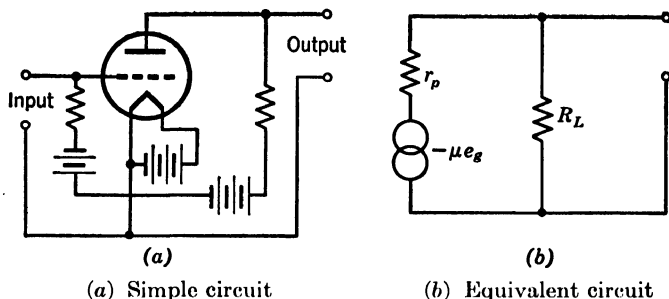 Output
Input
r_p
R_L
-μe_g
(a)
(b)
(a) Simple circuit
(b) Equivalent circuit